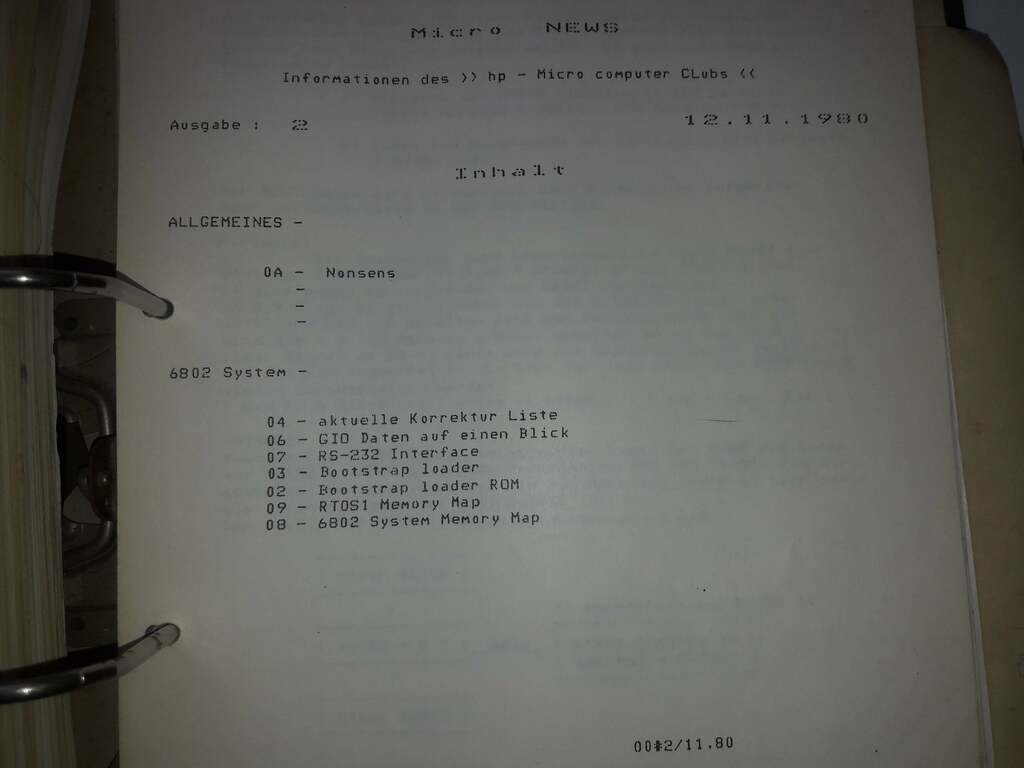 Micro NEWS
Informationen des >> hp - Micro computer CLubs <<
Ausgabe : 2 12.11.1980
Inhalt
ALLGEMEINES -
0A - Nonsens
-
-
-
6802 System -
04 - aktuelle Korrektur Liste
06 - GIO Daten auf einen Blick
07 - RS-232 Interface
03 - Bootstrap loader
02 - Bootstrap loader ROM
09 - RTOS1 Memory Map
08 - 6802 System Memory Map
00#2/11.80